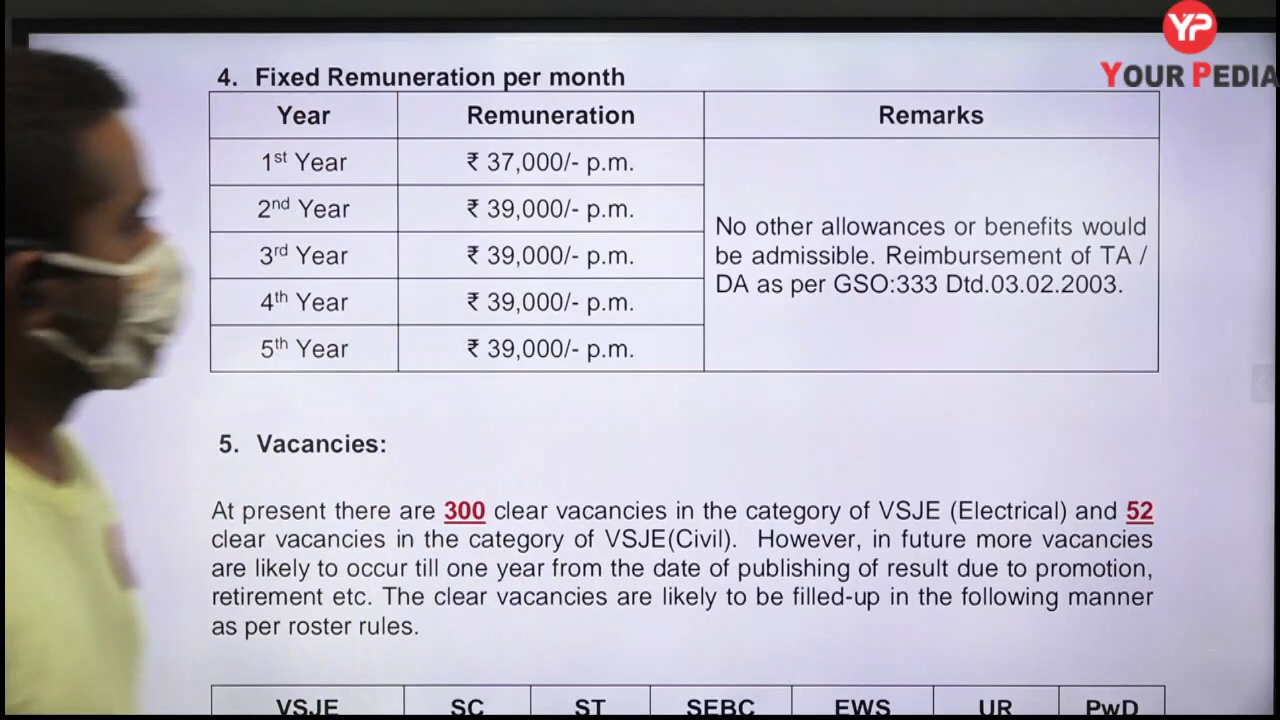 YP
YOUR PEDIA
4. Fixed Remuneration per month
Year Remuneration Remarks
1st Year ₹ 37,000/- p.m.
2nd Year ₹ 39,000/- p.m.
3rd Year ₹ 39,000/- p.m.
4th Year ₹ 39,000/- p.m.
5th Year ₹ 39,000/- p.m.
No other allowances or benefits would
be admissible. Reimbursement of TA /
DA as per GSO:333 Dtd.03.02.2003.
5. Vacancies:
At present there are 300 clear vacancies in the category of VSJE (Electrical) and 52
clear vacancies in the category of VSJE(Civil). However, in future more vacancies
are likely to occur till one year from the date of publishing of result due to promotion,
retirement etc. The clear vacancies are likely to be filled-up in the following manner
as per roster rules.
VSJE SC ST SEBC EWS UR PwD